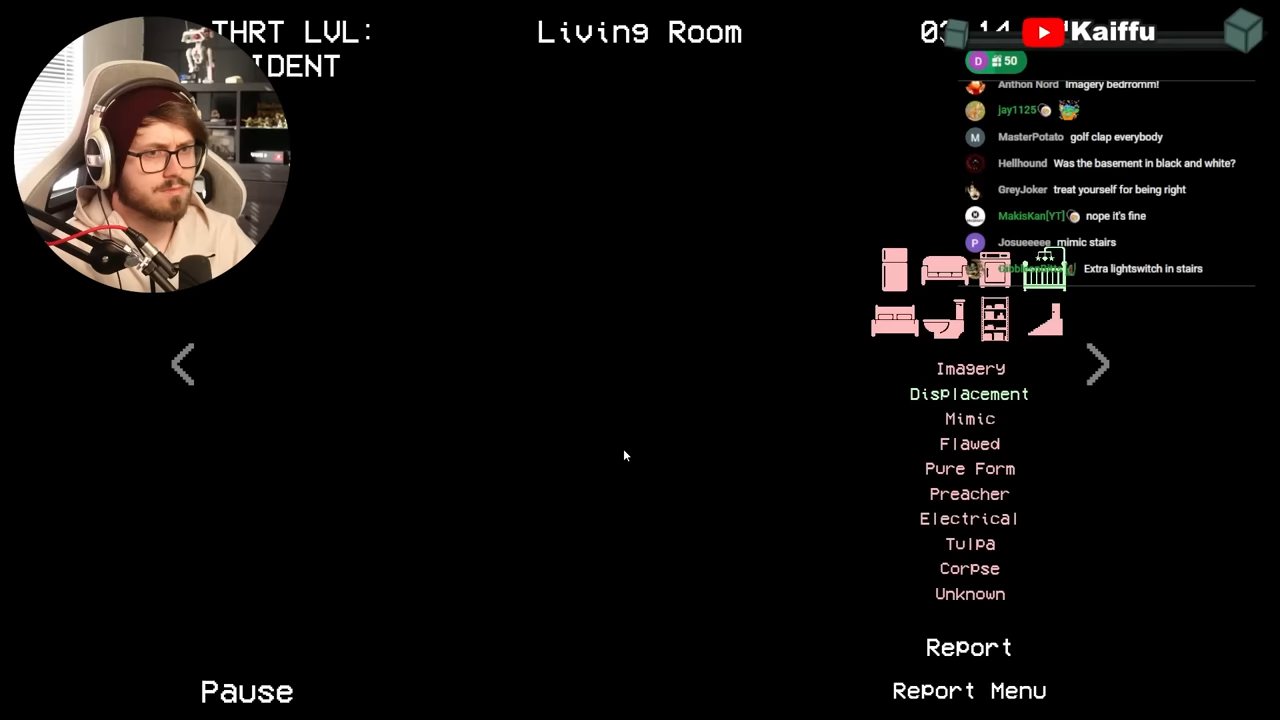 THRT LVL:
IDENT
Living Room
Kaiffu
D 50
Anthon Nord Imagery bedrromm!
jay1125
M MasterPotato golf clap everybody
Hellhound Was the basement in black and white?
GreyJoker treat yourself for being right
MakisKan[YT] nope it's fine
P Josueeeee mimic stairs
Extra lightswitch in stairs
Imagery
Displacement
Mimic
Flawed
Pure Form
Preacher
Electrical
Tulpa
Corpse
Unknown
Report
Pause
Report Menu